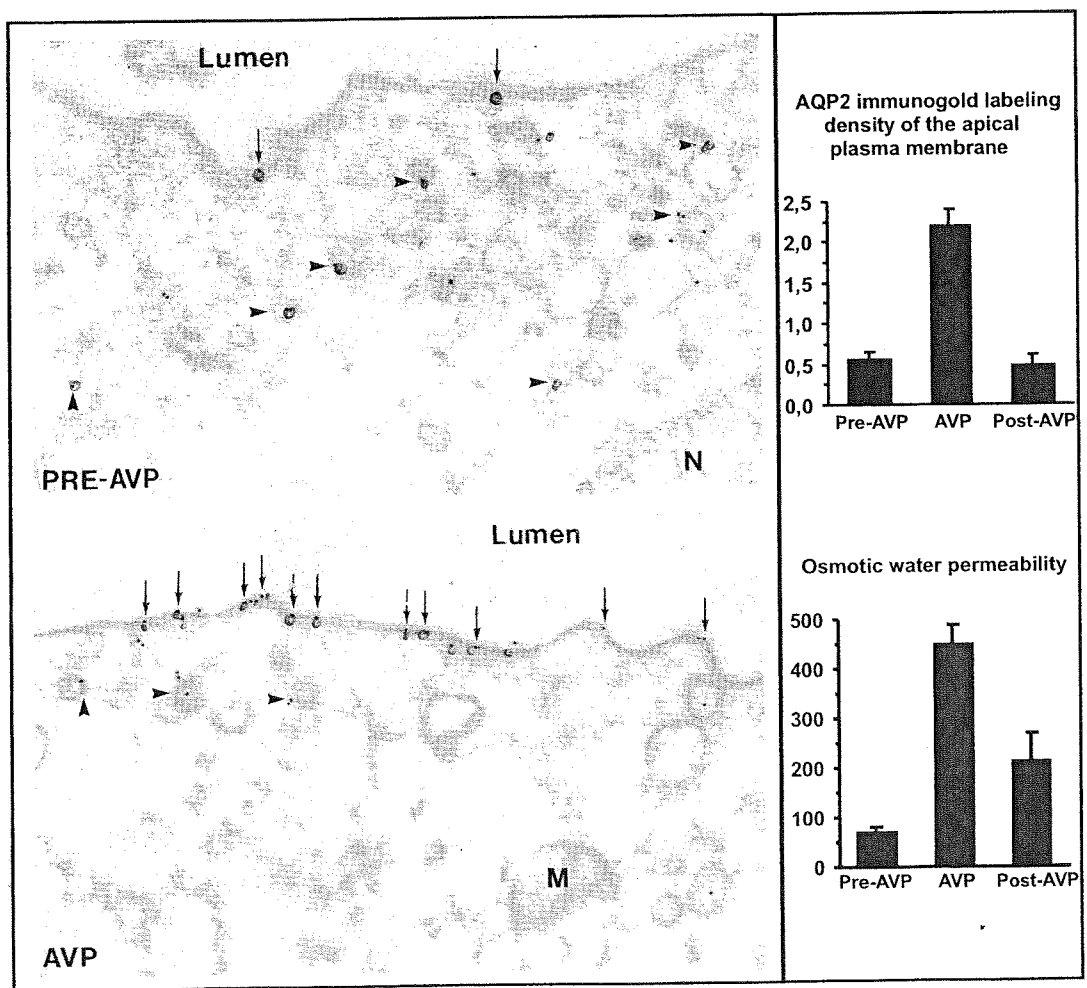 Lumen
PRE-AVP
N
Lumen
M
AVP
AQP2 immunogold labeling
density of the apical
plasma membrane
2,5
2,0
1,5
1,0
0,5
0,0
Pre-AVP AVP Post-AVP
Osmotic water permeability
500
400
300
200
100
0
Pre-AVP AVP Post-AVP